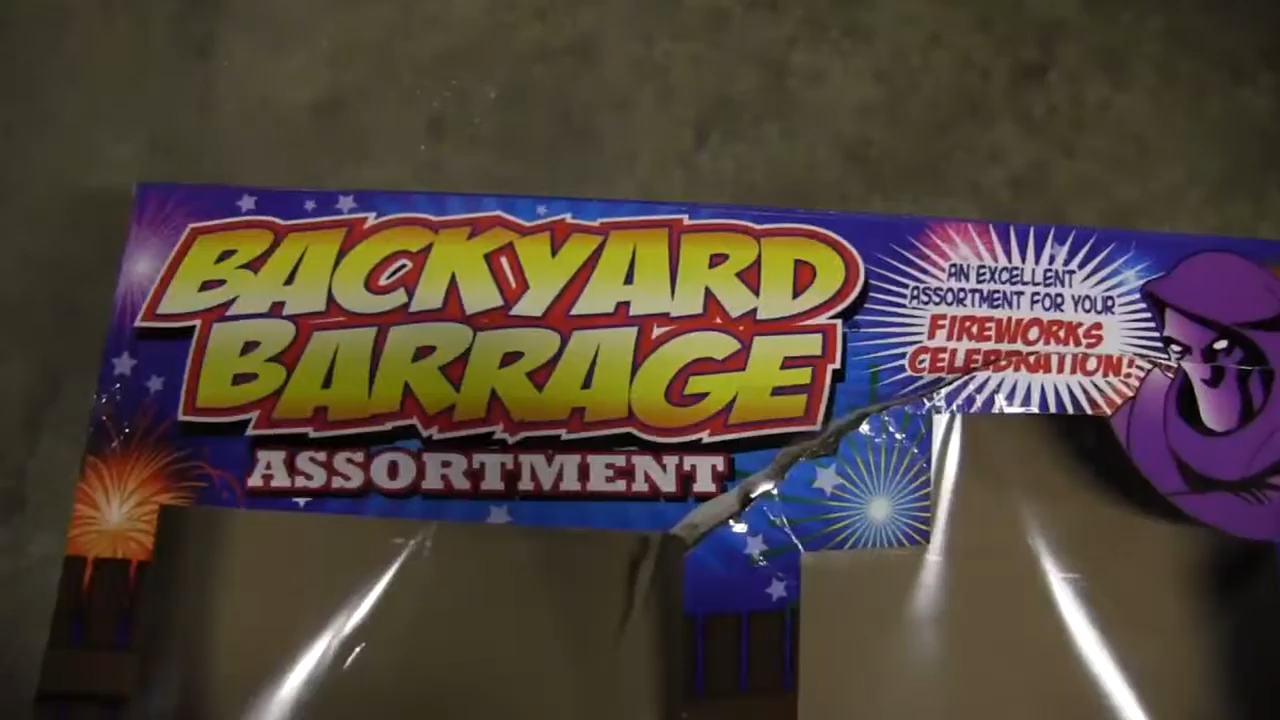 BACKYARD
BARRAGE
ASSORTMENT
AN EXCELLENT
ASSORTMENT FOR YOUR
FIREWORKS
CELEBRATION!